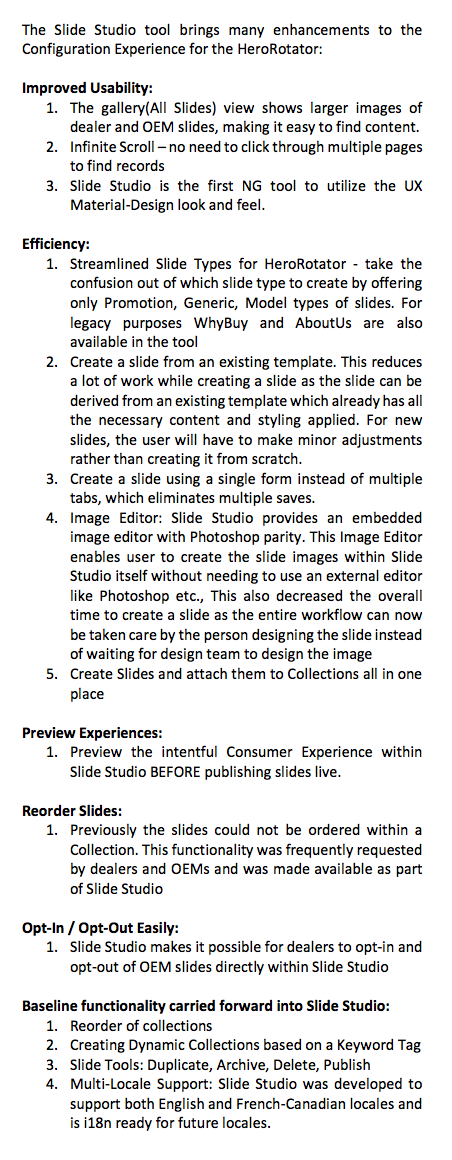 The Slide Studio tool brings many enhancements to the
Configuration Experience for the HeroRotator:
Improved Usability:
1. The gallery(All Slides) view shows larger images of
dealer and OEM slides, making it easy to find content.
2. Infinite Scroll – no need to click through multiple pages
to find records
3. Slide Studio is the first NG tool to utilize the UX
Material-Design look and feel.
Efficiency:
1. Streamlined Slide Types for HeroRotator - take the
confusion out of which slide type to create by offering
only Promotion, Generic, Model types of slides. For
legacy purposes WhyBuy and AboutUs are also
available in the tool
2. Create a slide from an existing template. This reduces
a lot of work while creating a slide as the slide can be
derived from an existing template which already has all
the necessary content and styling applied. For new
slides, the user will have to make minor adjustments
rather than creating it from scratch.
3. Create a slide using a single form instead of multiple
tabs, which eliminates multiple saves.
4. Image Editor: Slide Studio provides an embedded
image editor with Photoshop parity. This Image Editor
enables user to create the slide images within Slide
Studio itself without needing to use an external editor
like Photoshop etc., This also decreased the overall
time to create a slide as the entire workflow can now
be taken care by the person designing the slide instead
of waiting for design team to design the image
5. Create Slides and attach them to Collections all in one
place
Preview Experiences:
1. Preview the intentful Consumer Experience within
Slide Studio BEFORE publishing slides live.
Reorder Slides:
1. Previously the slides could not be ordered within a
Collection. This functionality was frequently requested
by dealers and OEMs and was made available as part
of Slide Studio
Opt-In / Opt-Out Easily:
1. Slide Studio makes it possible for dealers to opt-in and
opt-out of OEM slides directly within Slide Studio
Baseline functionality carried forward into Slide Studio:
1. Reorder of collections
2. Creating Dynamic Collections based on a Keyword Tag
3. Slide Tools: Duplicate, Archive, Delete, Publish
4. Multi-Locale Support: Slide Studio was developed to
support both English and French-Canadian locales and
is i18n ready for future locales.